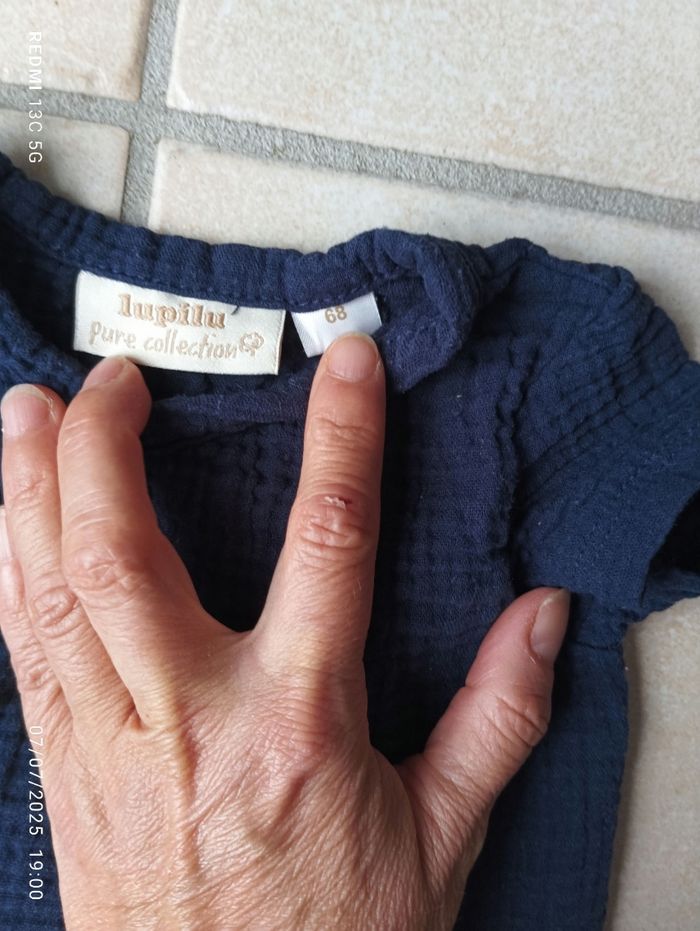 REDMI 13C 5G
lupilu
pure collection
68
07/07/2025 19:00